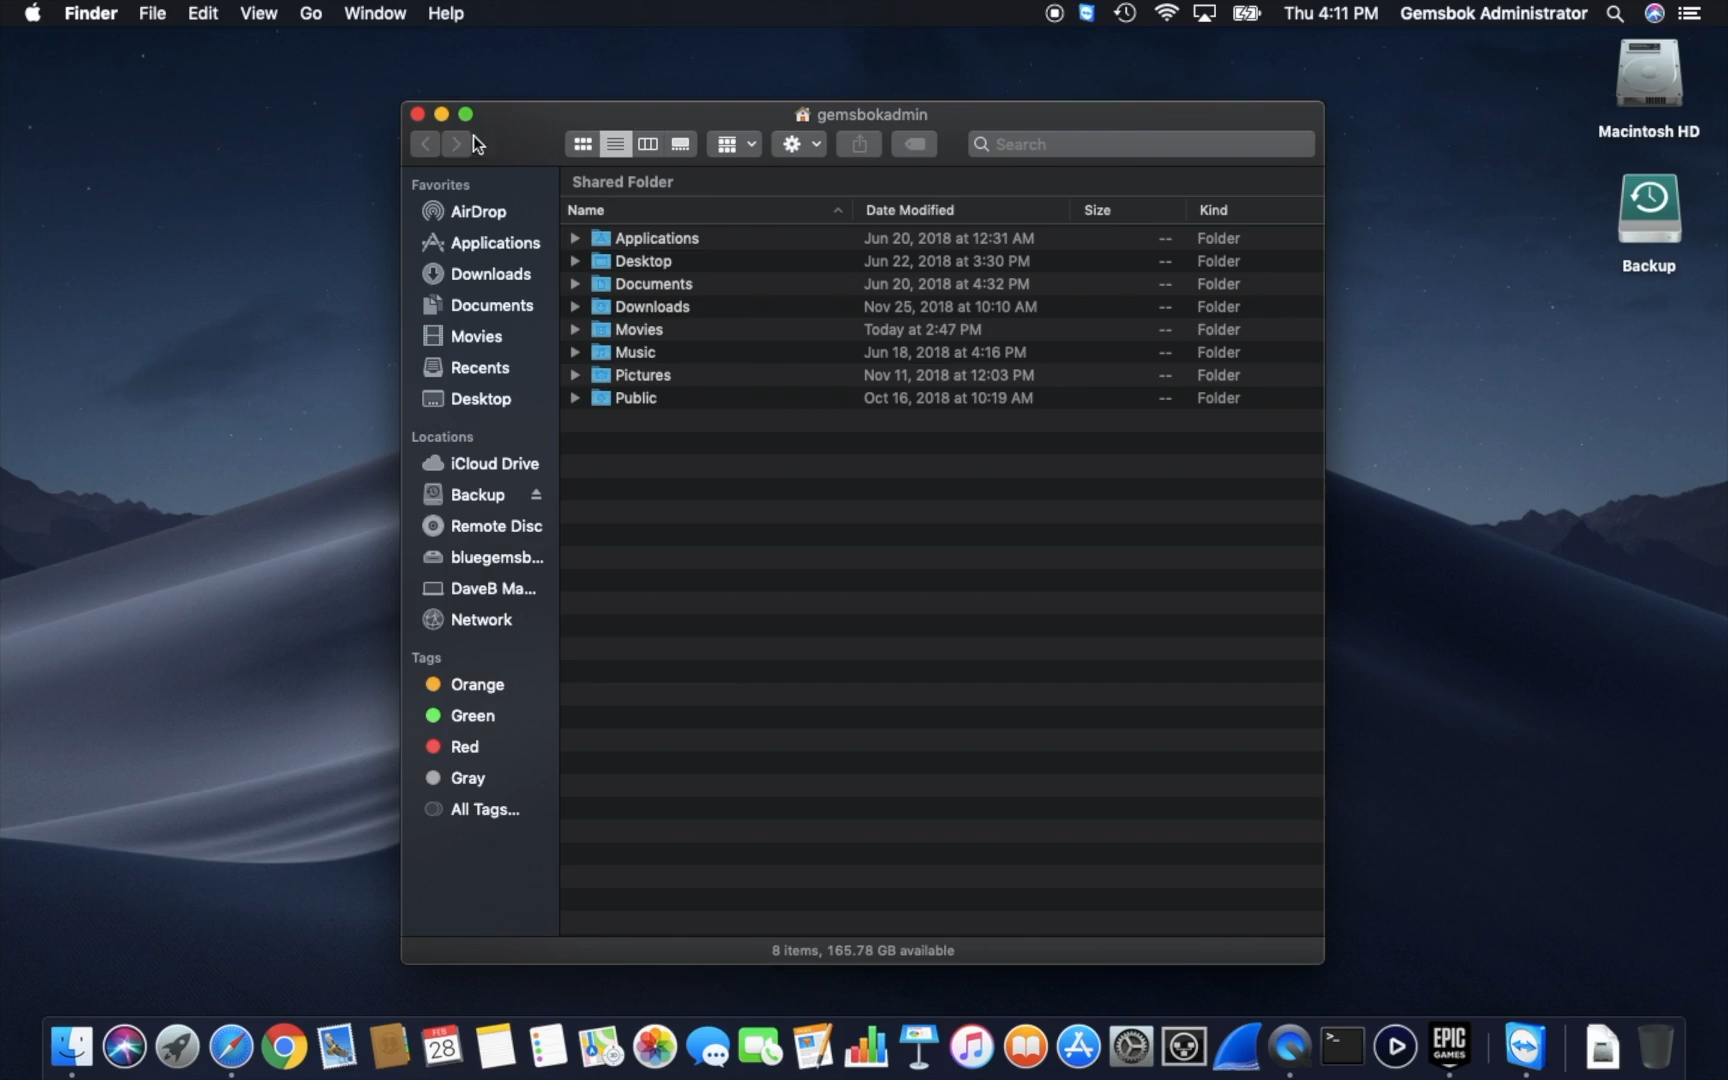 Finder File Edit View Go Window Help Thu 4:11 PM Gemsbok Administrator
Macintosh HD
Backup
gemsbokadmin
Search
Favorites
AirDrop
Applications
Downloads
Documents
Movies
Recents
Desktop
Locations
iCloud Drive
Backup
Remote Disc
bluegemsb...
DaveB Ma...
Network
Tags
Orange
Green
Red
Gray
All Tags...
Shared Folder
Name Date Modified Size Kind
Applications Jun 20, 2018 at 12:31 AM -- Folder
Desktop Jun 22, 2018 at 3:30 PM -- Folder
Documents Jun 20, 2018 at 4:32 PM -- Folder
Downloads Nov 25, 2018 at 10:10 AM -- Folder
Movies Today at 2:47 PM -- Folder
Music Jun 18, 2018 at 4:16 PM -- Folder
Pictures Nov 11, 2018 at 12:03 PM -- Folder
Public Oct 16, 2018 at 10:19 AM -- Folder
8 items, 165.78 GB available
FEB
28
EPIC
GAMES